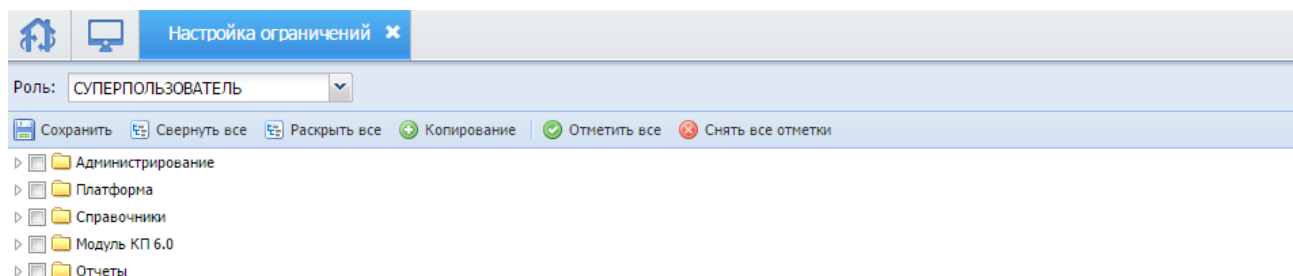 Настройка ограничений
Роль: СУПЕРПОЛЬЗОВАТЕЛЬ
Сохранить Свернуть все Раскрыть все Копирование Отметить все Снять все отметки
Администрирование
Платформа
Справочники
Модуль КП 6.0
Отчеты